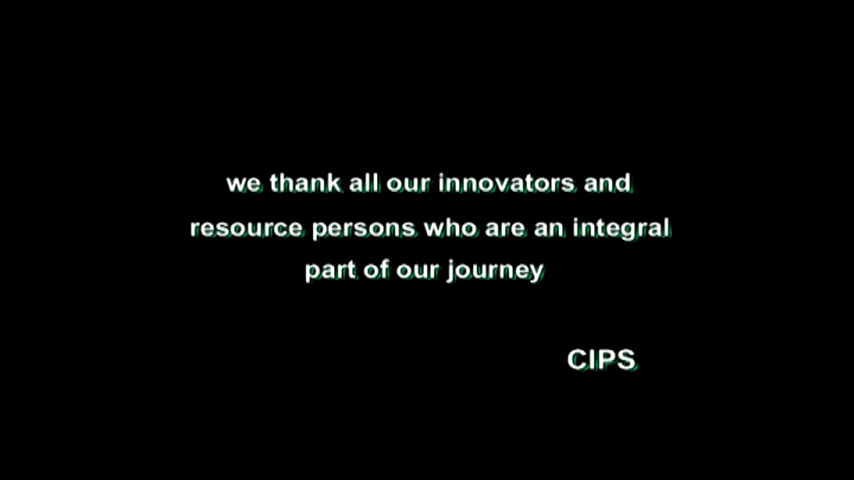 we thank all our innovators and
resource persons who are an integral
part of our journey
CIPS